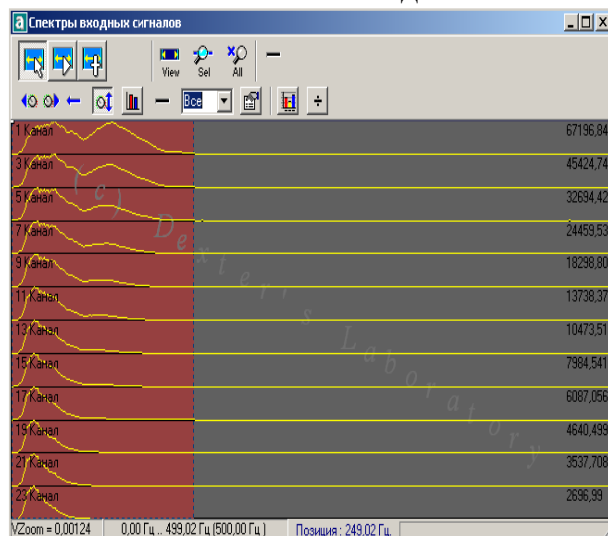 Спектры входных сигналов
View Sel All
Все
1 Канал 67196,84
3 Канал 45424,74
5 Канал 32694,42
7 Канал 24459,53
9 Канал 18298,80
11 Канал 13738,37
13 Канал 10473,51
15 Канал 7984,541
17 Канал 6087,056
19 Канал 4640,499
21 Канал 3537,708
23 Канал 2696,99
(c) Dexter's Laboratory
VZoom = 0,00124 0,00 Гц .. 499,02 Гц (500,00 Гц ) Позиция : 249,02 Гц.